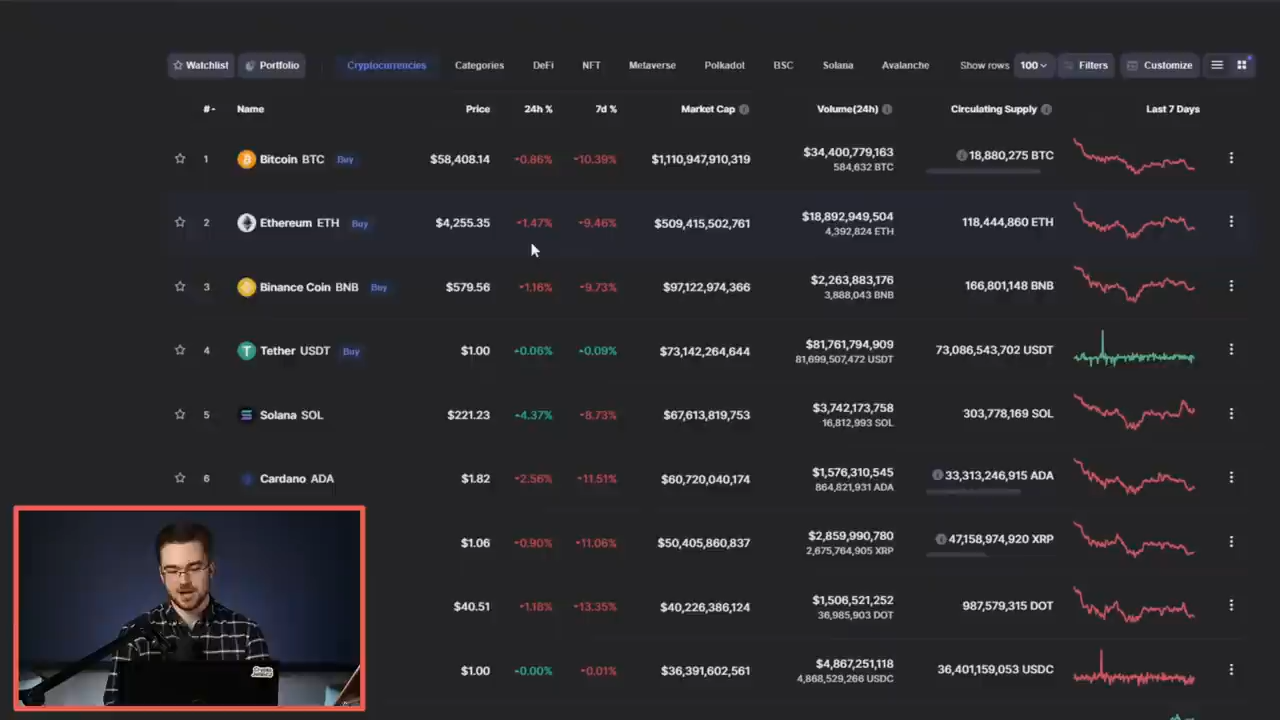 Watchlist Portfolio Cryptocurrencies Categories DeFi NFT Metaverse Polkadot BSC Solana Avalanche Show rows 100 Filters Customize
# Name Price 24h % 7d % Market Cap Volume(24h) Circulating Supply Last 7 Days
1 Bitcoin BTC Buy $58,408.14 0.86% 10.39% $1,110,947,910,319 $34,400,779,163 18,880,275 BTC
584,632 BTC
2 Ethereum ETH Buy $4,255.35 1.47% 9.46% $509,415,502,761 $18,892,949,504 118,444,860 ETH
4,392,824 ETH
3 Binance Coin BNB Buy $579.56 1.16% 9.73% $97,122,974,366 $2,263,883,176 166,801,148 BNB
3,888,043 BNB
4 Tether USDT Buy $1.00 0.06% 0.09% $73,142,264,644 $81,761,794,909 73,086,543,702 USDT
81,699,507,472 USDT
5 Solana SOL $221.23 4.37% 8.73% $67,613,819,753 $3,742,173,758 303,778,169 SOL
16,812,993 SOL
6 Cardano ADA $1.82 2.56% 11.51% $60,720,040,174 $1,576,310,545 33,313,246,915 ADA
864,821,931 ADA
$1.06 0.90% 11.06% $50,405,860,837 $2,859,990,780 47,158,974,920 XRP
2,675,764,905 XRP
$40.51 1.18% 13.35% $40,226,386,124 $1,506,521,252 987,579,315 DOT
36,985,903 DOT
$1.00 0.00% 0.01% $36,391,602,561 $4,867,251,118 36,401,159,053 USDC
4,868,529,266 USDC